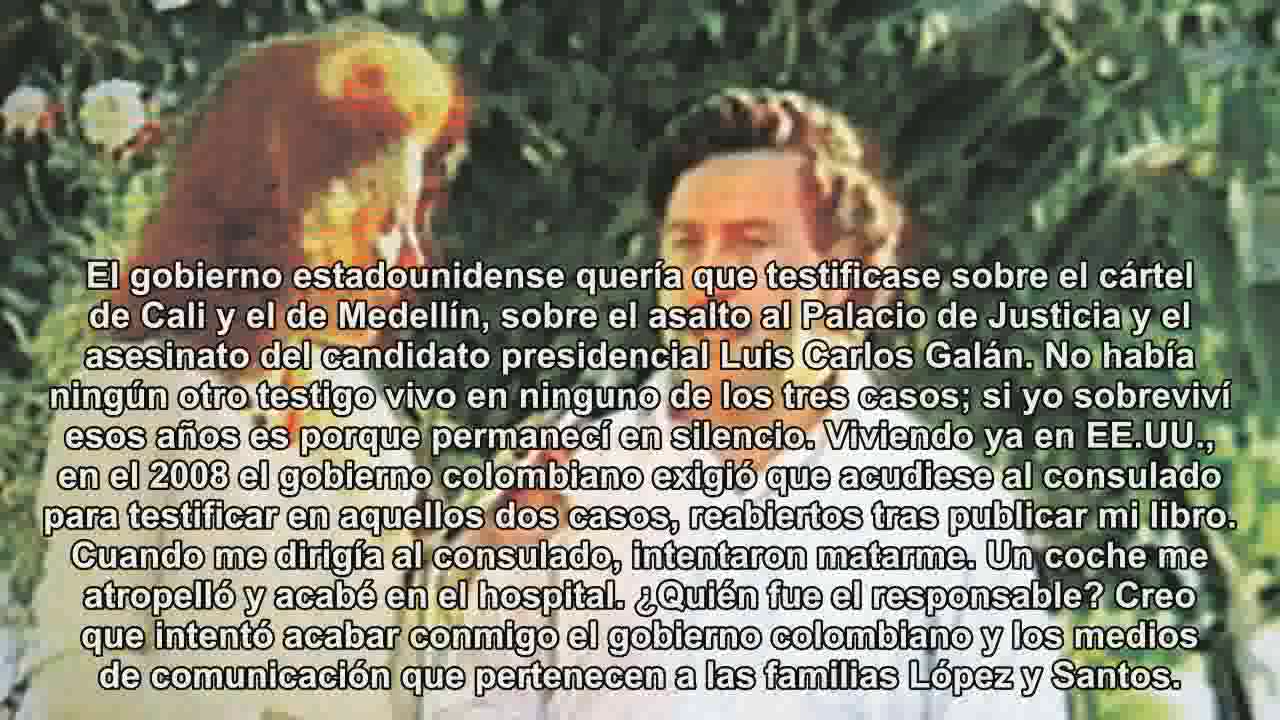 El gobierno estadounidense quería que testificase sobre el cártel
de Cali y el de Medellín, sobre el asalto al Palacio de Justicia y el
asesinato del candidato presidencial Luis Carlos Galán. No había
ningún otro testigo vivo en ninguno de los tres casos; si yo sobreviví
esos años es porque permanecí en silencio. Viviendo ya en EE.UU.,
en el 2008 el gobierno colombiano exigió que acudiese al consulado
para testificar en aquellos dos casos, reabiertos tras publicar mi libro.
Cuando me dirigía al consulado, intentaron matarme. Un coche me
atropelló y acabé en el hospital. ¿Quién fue el responsable? Creo
que intentó acabar conmigo el gobierno colombiano y los medios
de comunicación que pertenecen a las familias López y Santos.